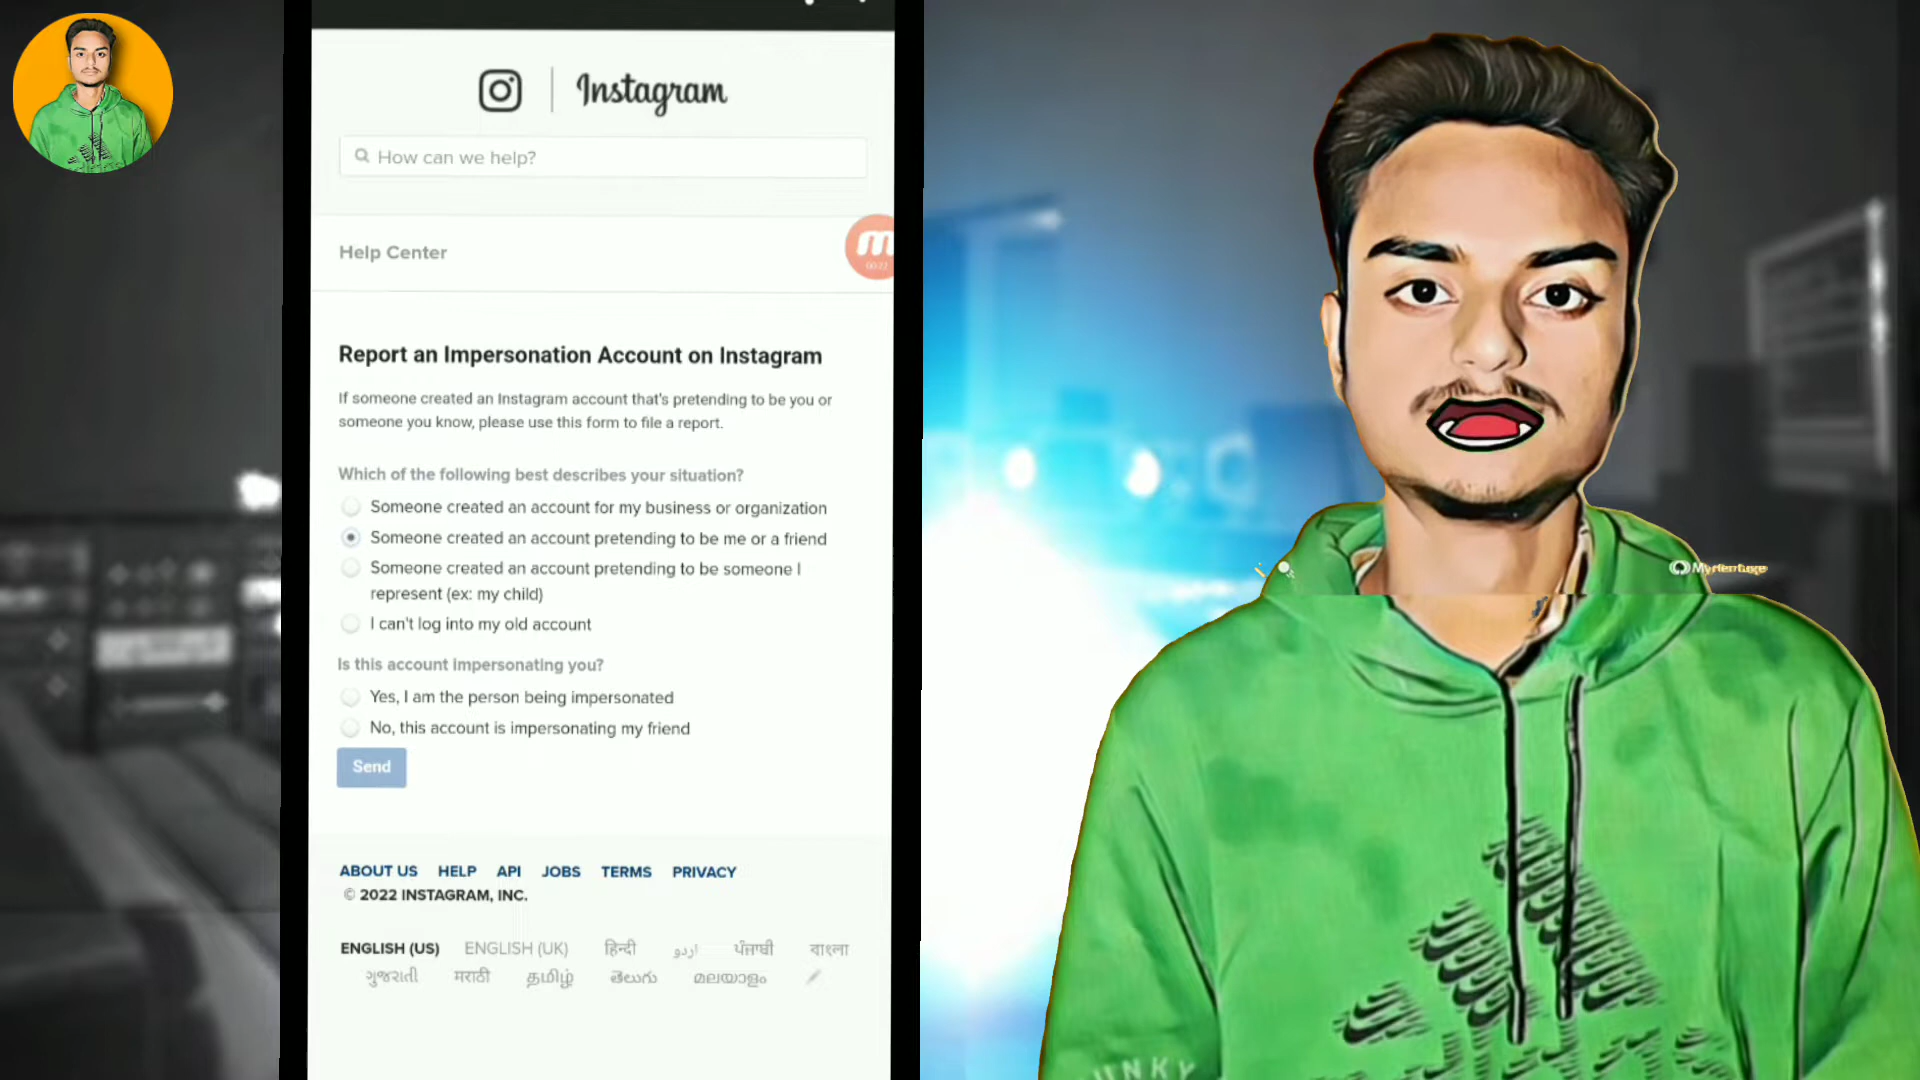 Instagram
How can we help?
Help Center
m
00:27
Report an Impersonation Account on Instagram
If someone created an Instagram account that's pretending to be you or
someone you know, please use this form to file a report.
Which of the following best describes your situation?
Someone created an account for my business or organization
Someone created an account pretending to be me or a friend
Someone created an account pretending to be someone I
represent (ex: my child)
I can't log into my old account
Is this account impersonating you?
Yes, I am the person being impersonated
No, this account is impersonating my friend
Send
ABOUT US HELP API JOBS TERMS PRIVACY
© 2022 INSTAGRAM, INC.
ENGLISH (US) ENGLISH (UK) हिन्दी اردو ਪੰਜਾਬੀ বাংলা
ગુજરાતી मराठी தமிழ் తెలుగు മലയാളം
MyHeritage
UNKY